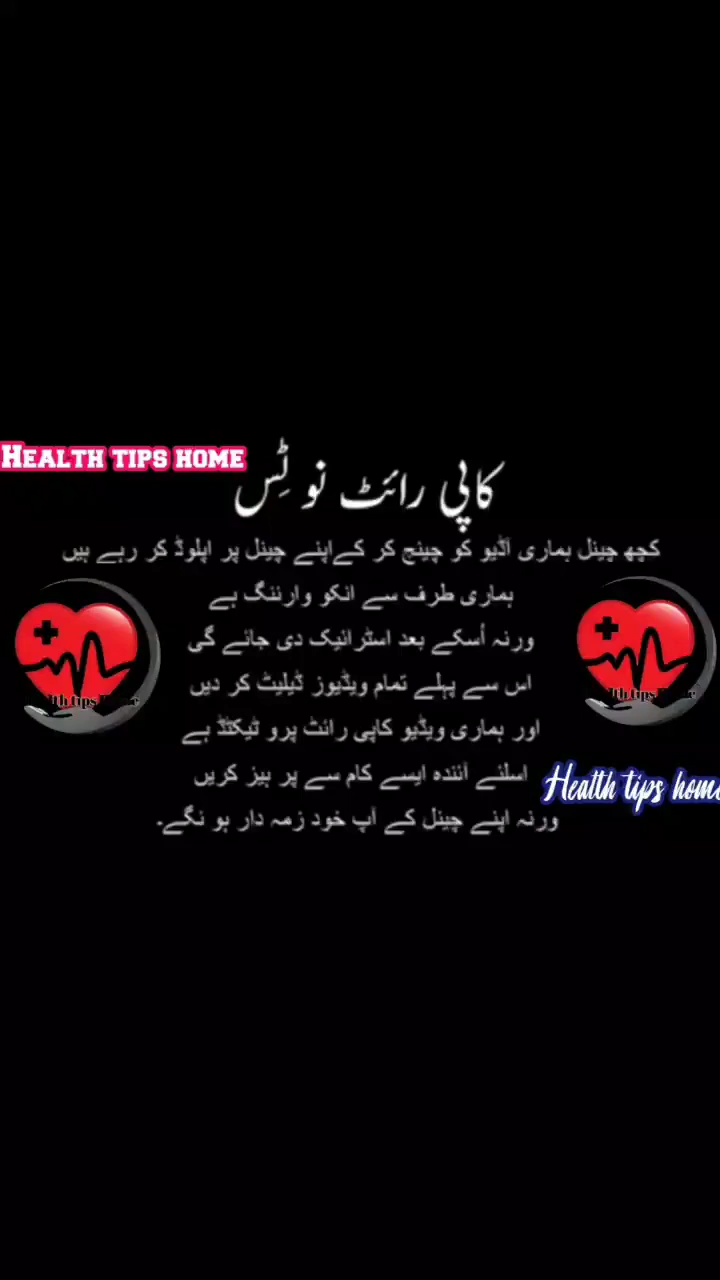 HEALTH TIPS HOME
کاپی رائٹ نوٹِس
کچھ چینل ہماری آڈیو کو چینج کر کےاپنے چینل پر اپلوڈ کر رہے ہیں
ہماری طرف سے انکو وارننگ ہے
ورنہ اُسکے بعد اسٹرائیک دی جائے گی
اس سے پہلے تمام ویڈیوز ڈیلیٹ کر دیں
اور ہماری ویڈیو کاپی رائٹ پرو ٹیکٹڈ ہے
اسلئے آئندہ ایسے کام سے پر ہیز کریں
Health tips home
ورنہ اپنے چینل کے آپ خود زمہ دار ہو نگے۔